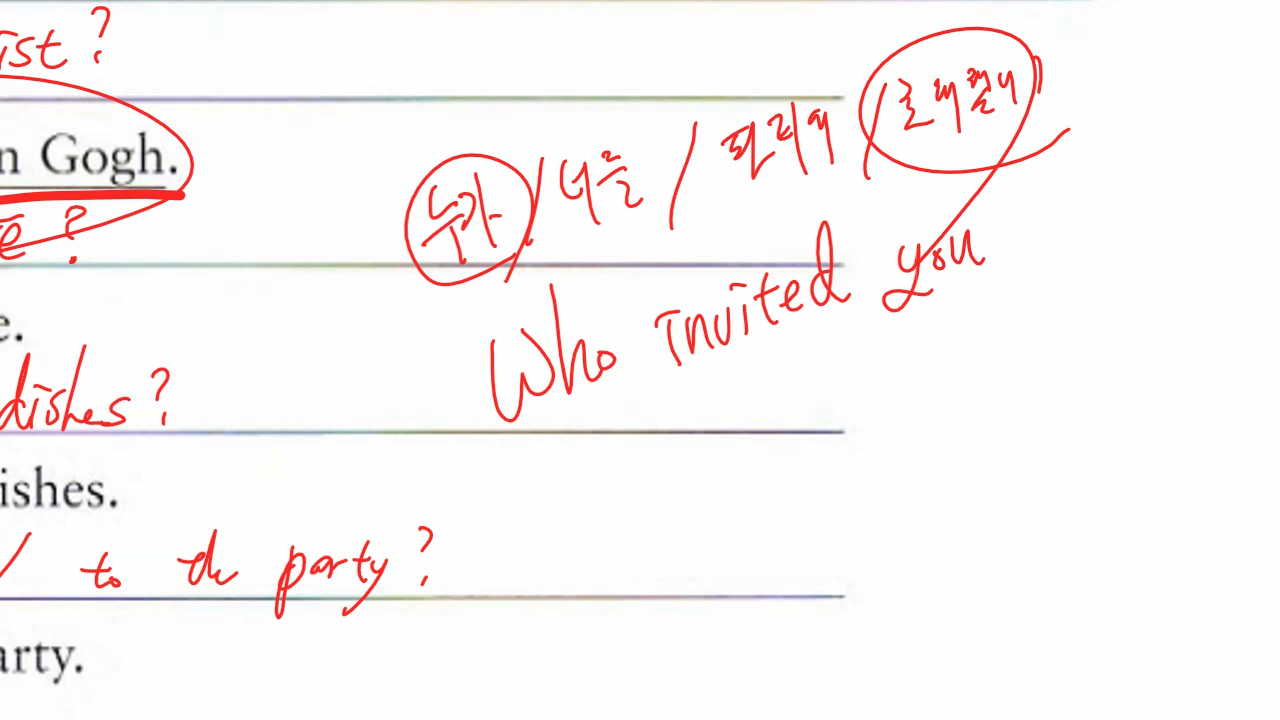 ist?
n Gogh.
누가 / 너를 / 파티에 / 초대했니
e?
Who invited you
e.
dishes?
ishes.
to the party?
arty.